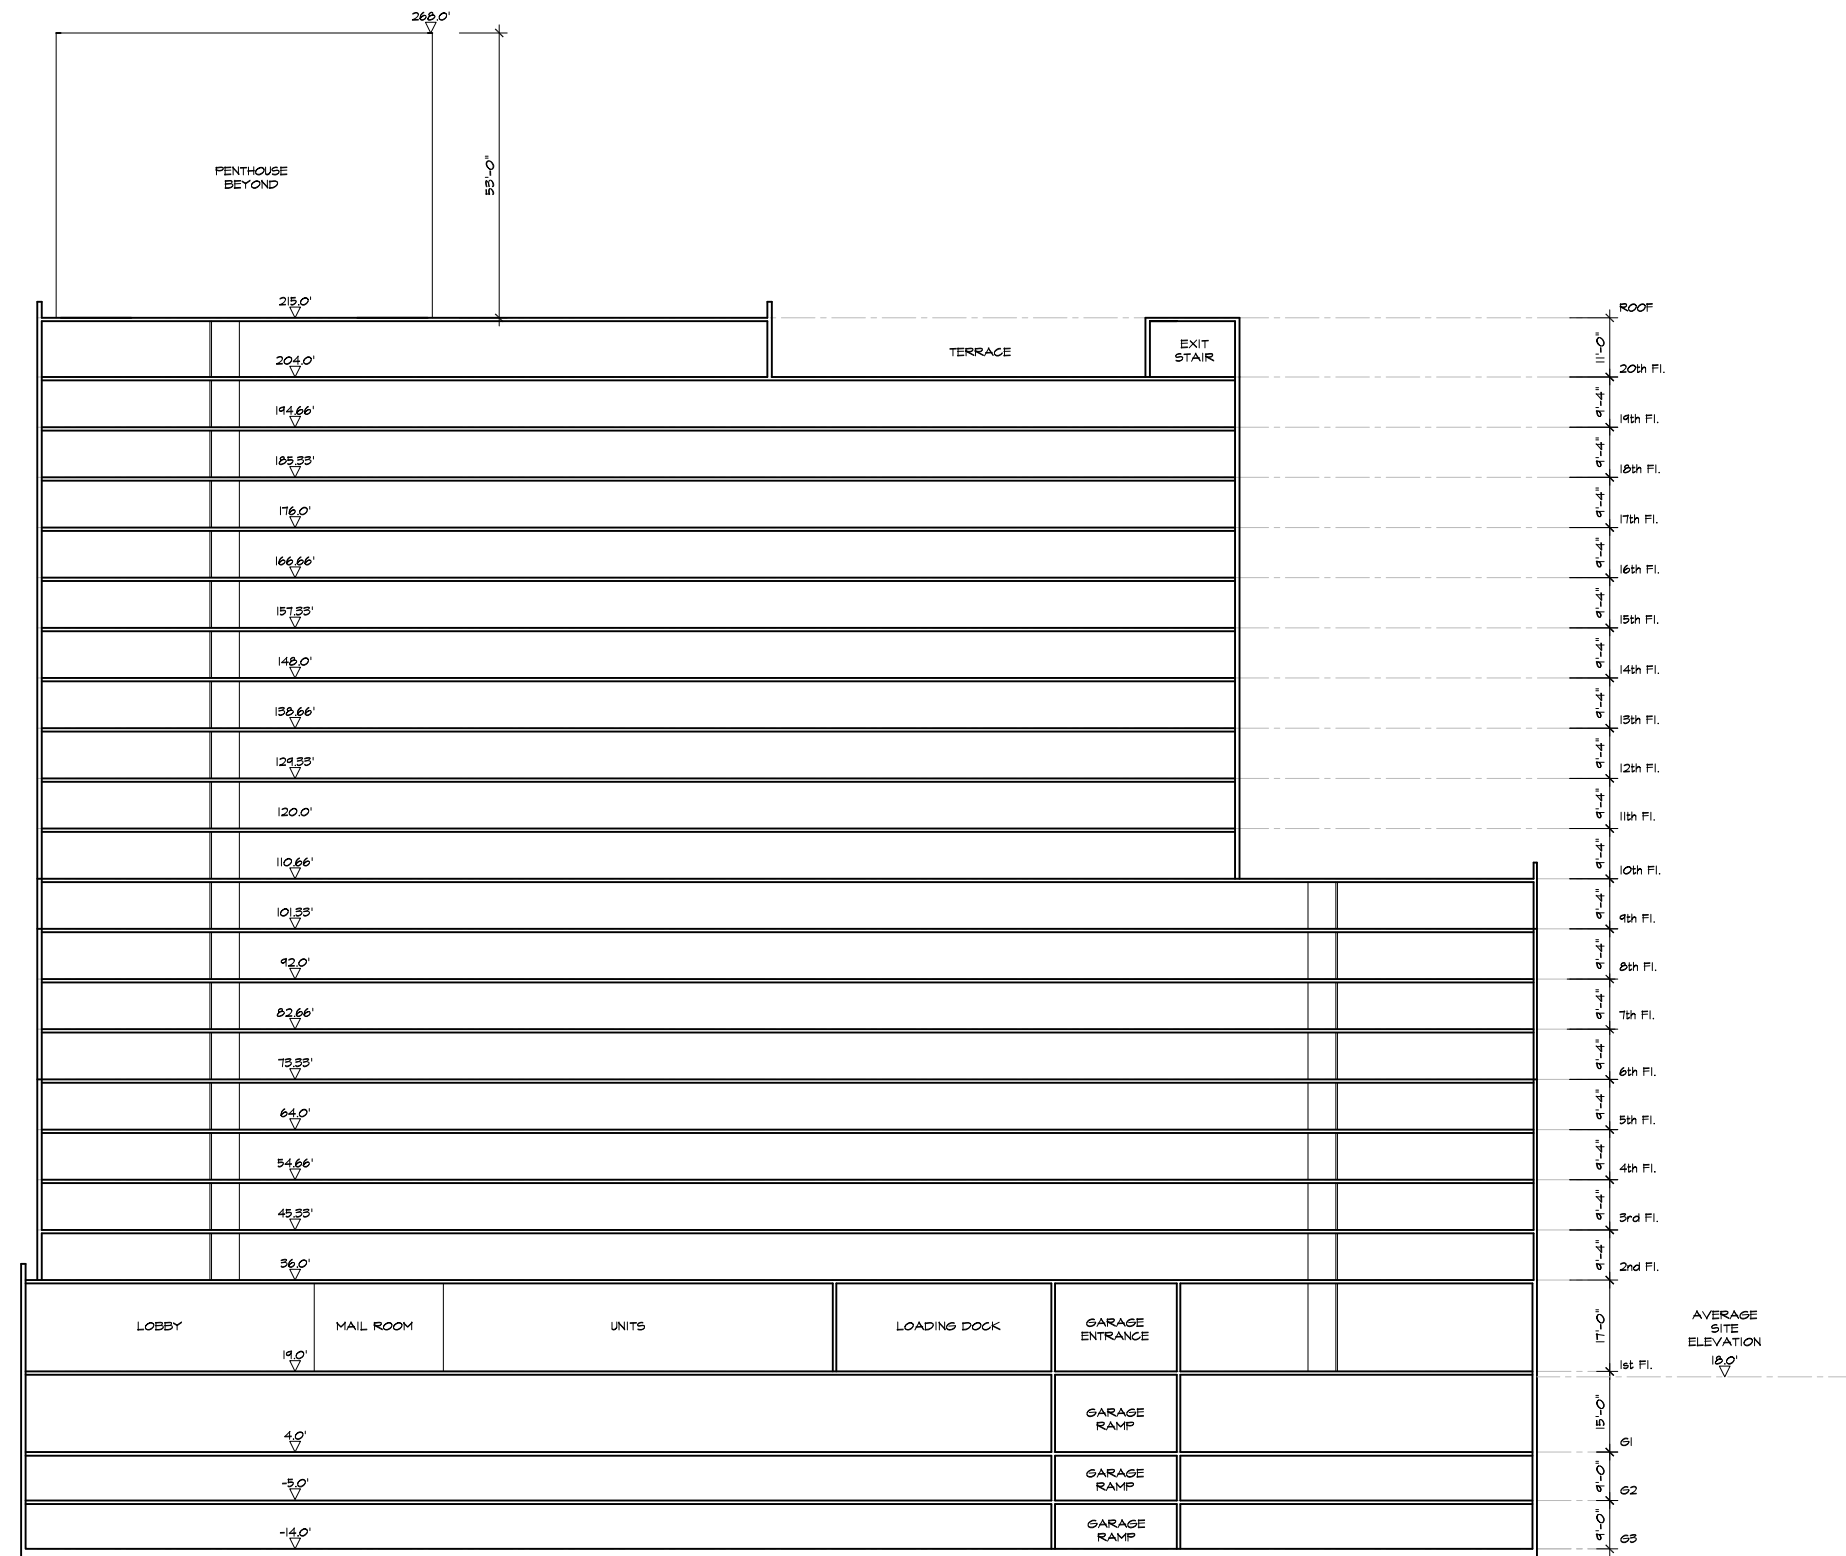 268.0'
53'-0"
PENTHOUSE
BEYOND
215.0'
ROOF
11'-0"
TERRACE
EXIT
STAIR
204.0'
20th Fl.
9'-4"
194.66'
19th Fl.
9'-4"
185.33'
18th Fl.
9'-4"
176.0'
17th Fl.
9'-4"
166.66'
16th Fl.
9'-4"
157.33'
15th Fl.
9'-4"
148.0'
14th Fl.
9'-4"
138.66'
13th Fl.
9'-4"
129.33'
12th Fl.
9'-4"
120.0'
11th Fl.
9'-4"
110.66'
10th Fl.
9'-4"
101.33'
9th Fl.
9'-4"
92.0'
8th Fl.
9'-4"
82.66'
7th Fl.
9'-4"
73.33'
6th Fl.
9'-4"
64.0'
5th Fl.
9'-4"
54.66'
4th Fl.
9'-4"
45.33'
3rd Fl.
9'-4"
36.0'
2nd Fl.
17'-0"
LOBBY
MAIL ROOM
UNITS
LOADING DOCK
GARAGE
ENTRANCE
AVERAGE
SITE
ELEVATION
18.0'
19.0'
1st Fl.
15'-0"
GARAGE
RAMP
4.0'
G1
9'-0"
GARAGE
RAMP
-5.0'
G2
9'-0"
GARAGE
RAMP
-14.0'
G3